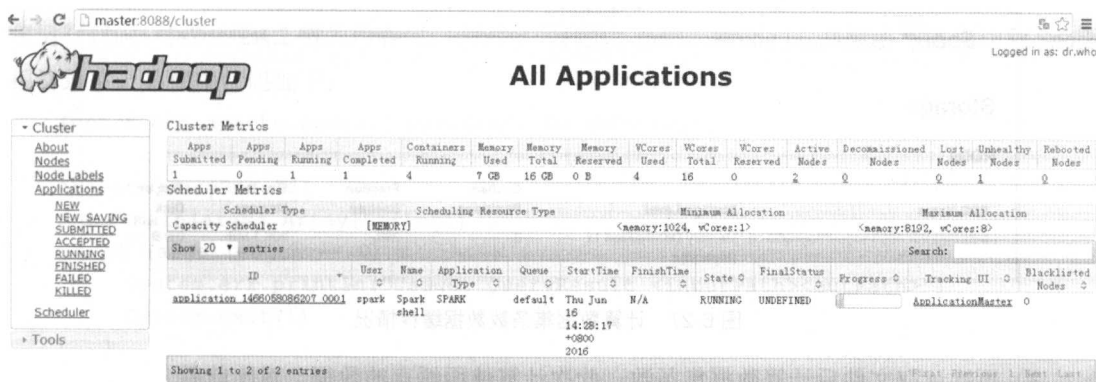 master:8088/cluster
Logged in as: dr.who
hadoop
All Applications
Cluster
About
Nodes
Node Labels
Applications
NEW
NEW_SAVING
SUBMITTED
ACCEPTED
RUNNING
FINISHED
FAILED
KILLED
Scheduler
Tools
Cluster Metrics
Apps Submitted Apps Pending Apps Running Apps Completed Containers Running Memory Used Memory Total Memory Reserved VCores Used VCores Total VCores Reserved Active Nodes Decommissioned Nodes Lost Nodes Unhealthy Nodes Rebooted Nodes
1 0 1 1 4 7 GB 16 GB 0 B 4 16 0 2 0 0 1 0
Scheduler Metrics
Scheduler Type Scheduling Resource Type Minimum Allocation Maximum Allocation
Capacity Scheduler [MEMORY] <memory:1024, vCores:1> <memory:8192, vCores:8>
Show 20 entries Search:
ID User Name Application Type Queue StartTime FinishTime State FinalStatus Progress Tracking UI Blacklisted Nodes
application_1466058086207_0001 spark Spark shell SPARK default Thu Jun 16 14:28:17 +0800 2016 N/A RUNNING UNDEFINED ApplicationMaster 0
Showing 1 to 2 of 2 entries First Previous 1 Next Last